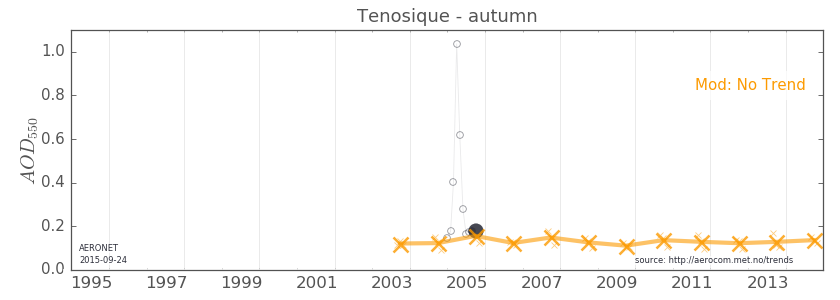 Tenosique - autumn
1.0
0.8
0.6
0.4
0.2
0.0
AOD550
Mod: No Trend
AERONET
2015-09-24
source: http://aerocom.met.no/trends
1995 1997 1999 2001 2003 2005 2007 2009 2011 2013